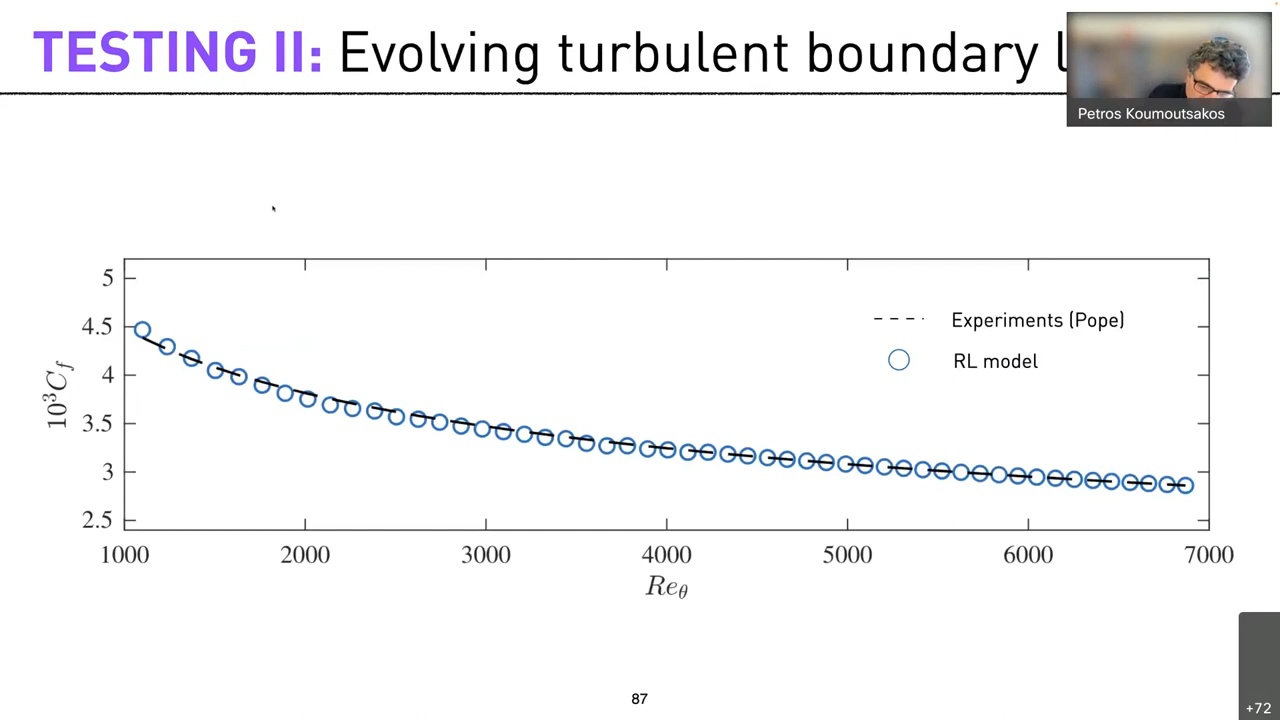 TESTING II: Evolving turbulent boundary l
Petros Koumoutsakos
5
4.5
4
3.5
3
2.5
10³C_f
Experiments (Pope)
RL model
1000 2000 3000 4000 5000 6000 7000
Re_θ
87
+72